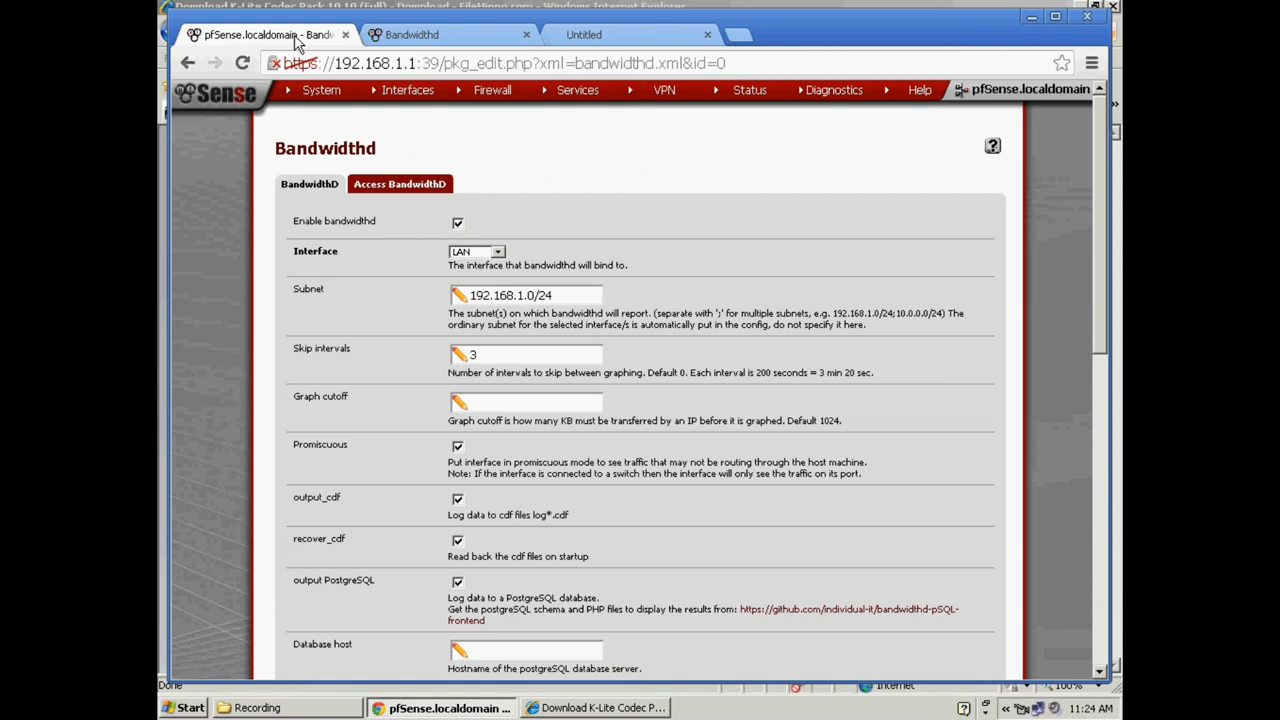 Download K-Lite Codec Pack 10.10 (Full) - FileHippo.com - Windows Internet Explorer
pfSense.localdomain - Bandw
Bandwidthd
Untitled
https://192.168.1.1:39/pkg_edit.php?xml=bandwidthd.xml&id=0
Sense
System
Interfaces
Firewall
Services
VPN
Status
Diagnostics
Help
pfSense.localdomain
Bandwidthd
?
BandwidthD
Access BandwidthD
Enable bandwidthd
Interface
LAN
The interface that bandwidthd will bind to.
Subnet
192.168.1.0/24
The subnet(s) on which bandwidthd will report. (separate with ';' for multiple subnets, e.g. 192.168.1.0/24;10.0.0.0/24) The
ordinary subnet for the selected interface/s is automatically put in the config, do not specify it here.
Skip intervals
3
Number of intervals to skip between graphing. Default 0. Each interval is 200 seconds = 3 min 20 sec.
Graph cutoff
Graph cutoff is how many KB must be transferred by an IP before it is graphed. Default 1024.
Promiscuous
Put interface in promiscuous mode to see traffic that may not be routing through the host machine.
Note: If the interface is connected to a switch then the interface will only see the traffic on its port.
output_cdf
Log data to cdf files log*.cdf
recover_cdf
Read back the cdf files on startup
output PostgreSQL
Log data to a PostgreSQL database.
Get the postgreSQL schema and PHP files to display the results from: https://github.com/individual-it/bandwidthd-pSQL-
frontend
Database host
Hostname of the postgreSQL database server.
Done
Internet
100%
Start
Recording
pfSense.localdomain ...
Download K-Lite Codec P...
?
«
11:24 AM